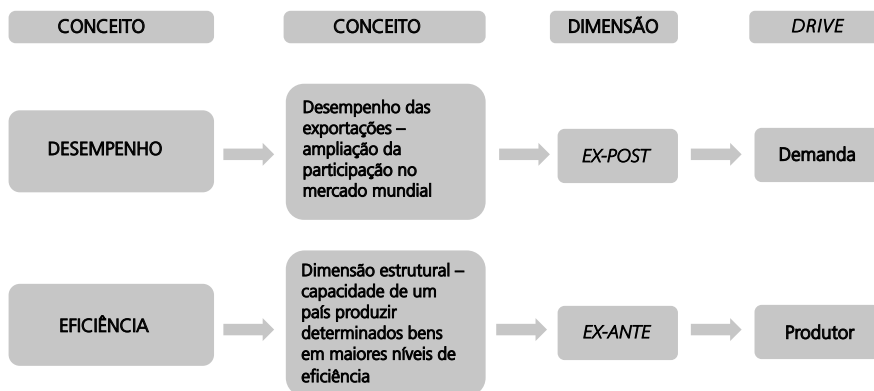 CONCEITO
CONCEITO
DIMENSÃO
DRIVE
DESEMPENHO
Desempenho das
exportações –
ampliação da
participação no
mercado mundial
EX-POST
Demanda
EFICIÊNCIA
Dimensão estrutural –
capacidade de um
país produzir
determinados bens
em maiores níveis de
eficiência
EX-ANTE
Produtor